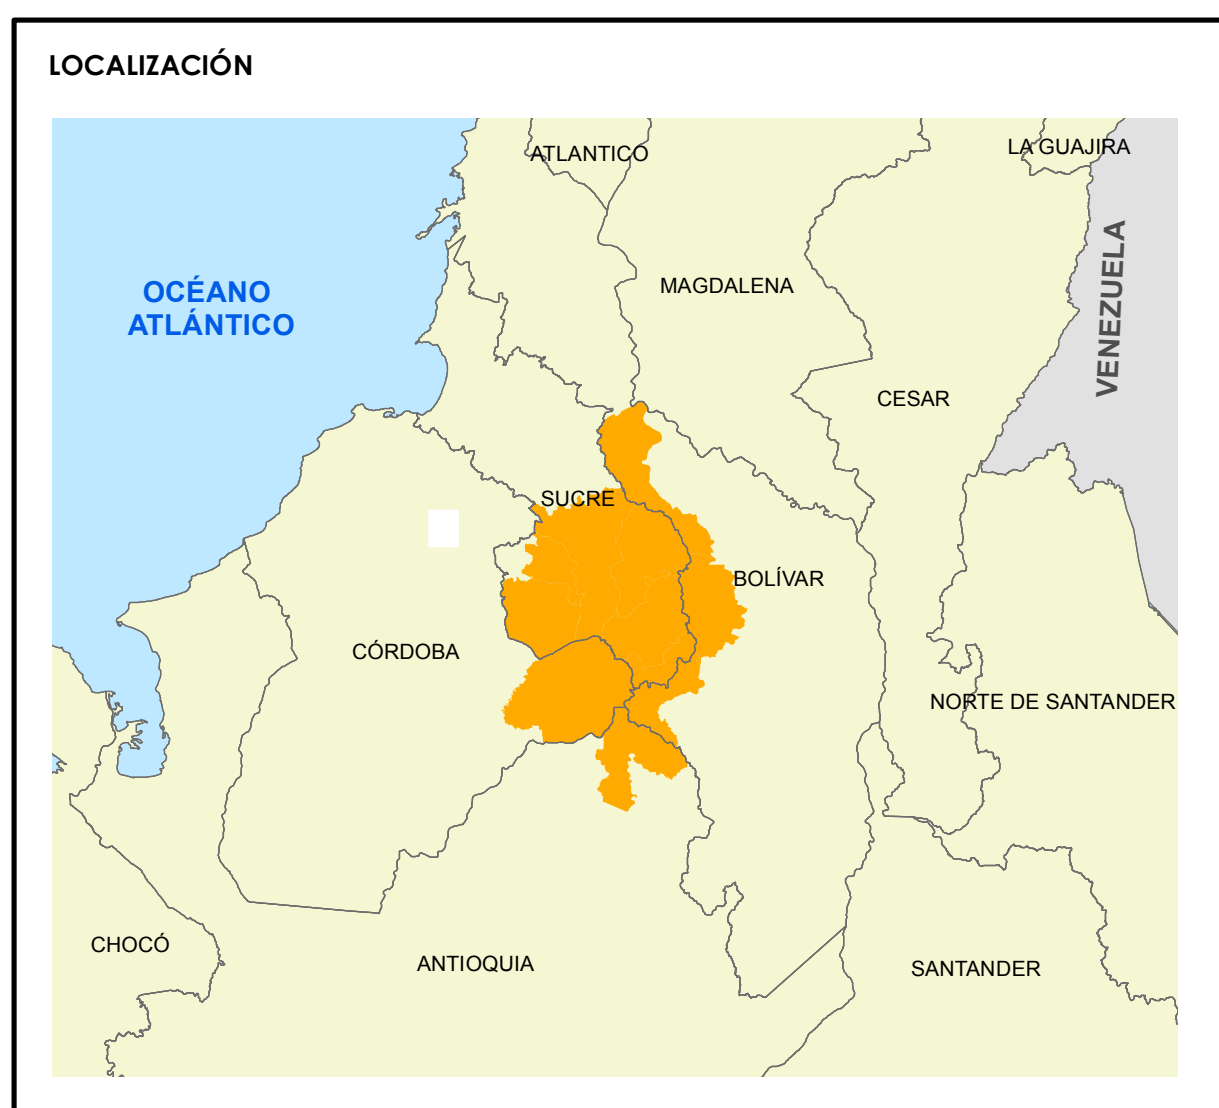 LOCALIZACIÓN
ATLANTICO
LA GUAJIRA
VENEZUELA
OCÉANO
ATLÁNTICO
MAGDALENA
CESAR
SUCRE
BOLÍVAR
CÓRDOBA
NORTE DE SANTANDER
CHOCÓ
ANTIOQUIA
SANTANDER